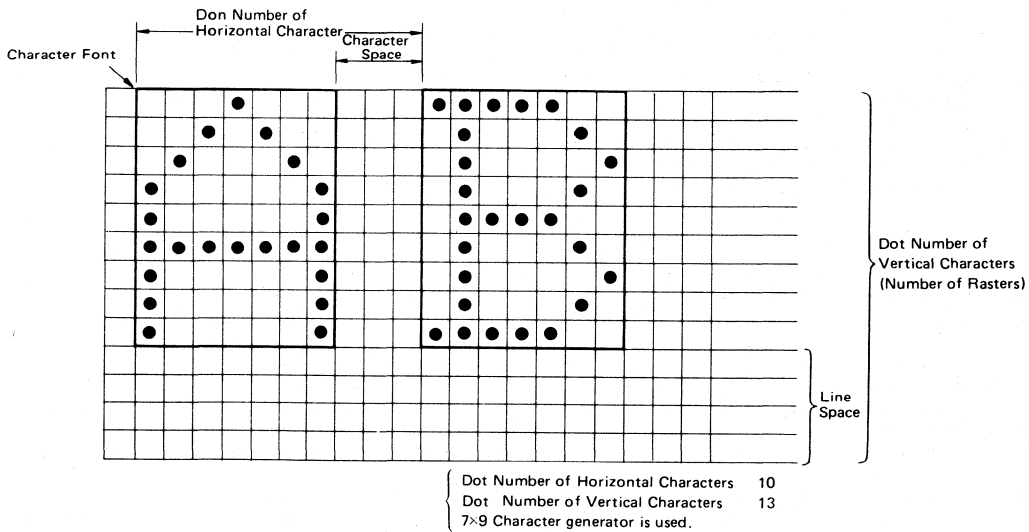 Don Number of
Horizontal Character
Character
Space
Character Font
Dot Number of
Vertical Characters
(Number of Rasters)
Line
Space
Dot Number of Horizontal Characters 10
Dot Number of Vertical Characters 13
7×9 Character generator is used.